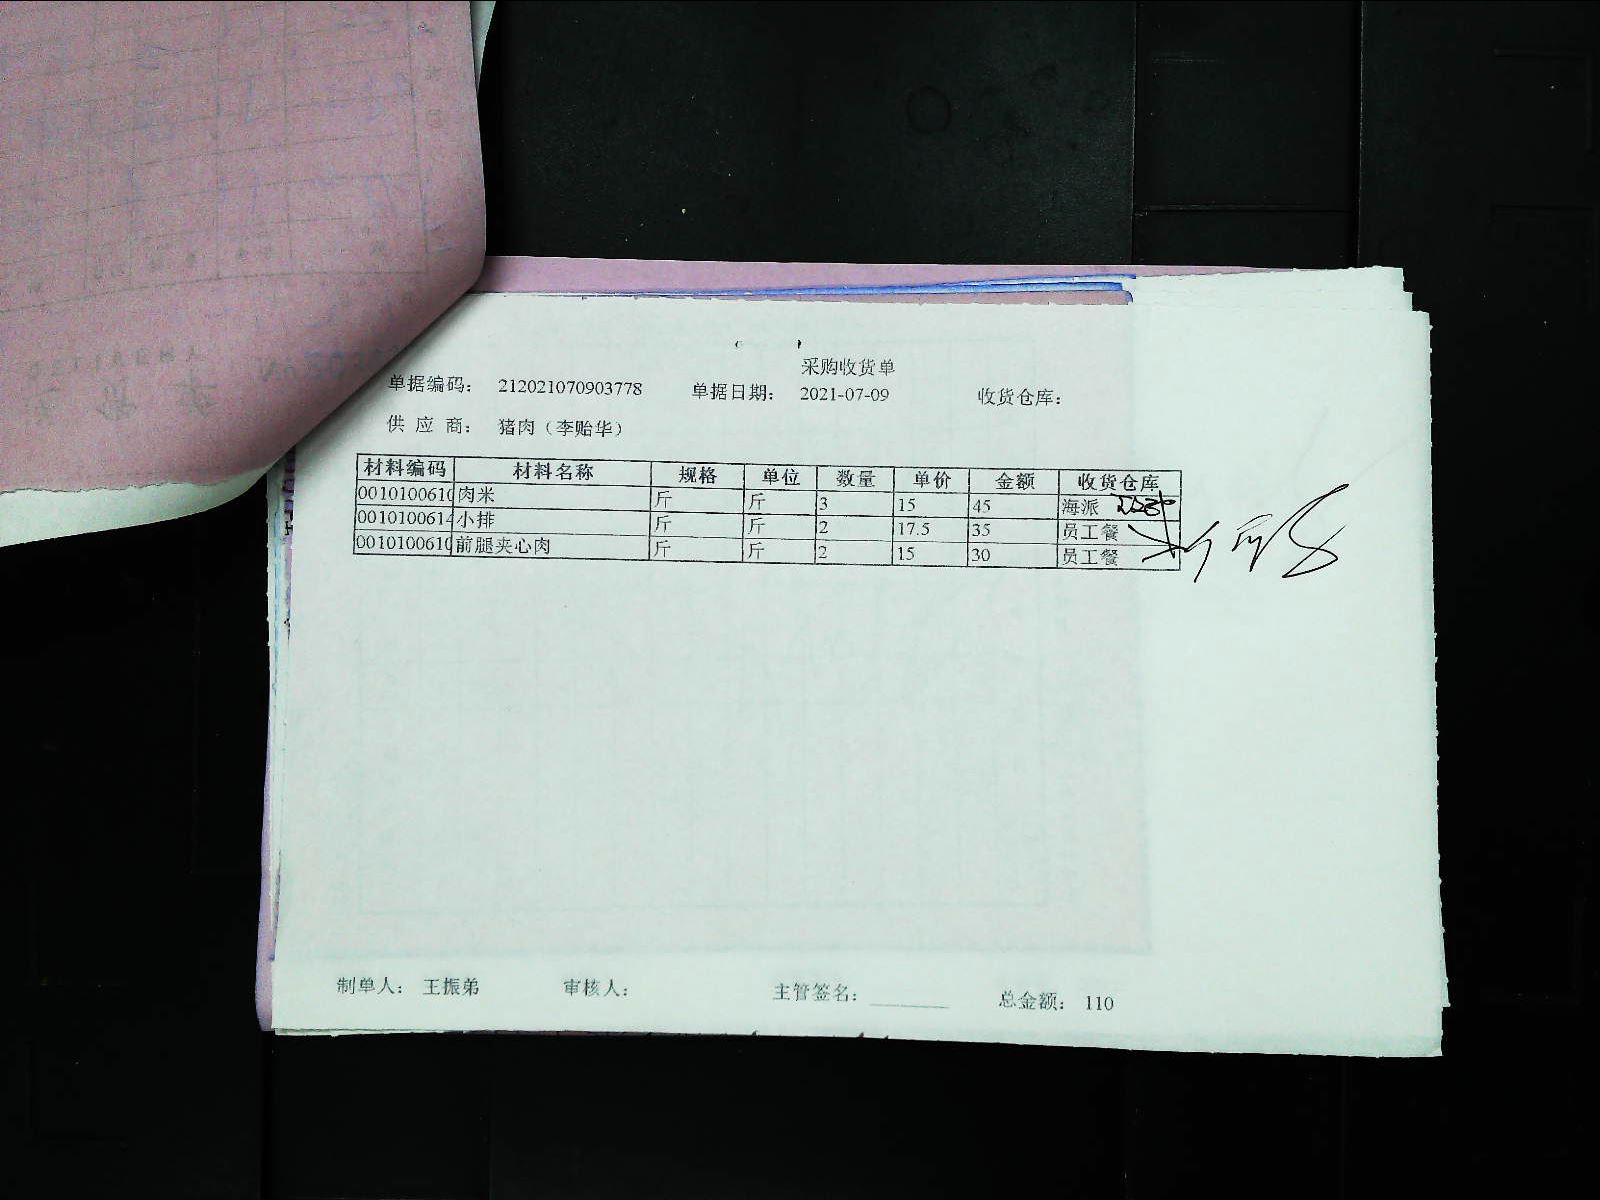 采购收货单
单据编码： 212021070903778 单据日期： 2021-07-09 收货仓库：
供 应 商： 猪肉（李贻华）
材料编码 材料名称 规格 单位 数量 单价 金额 收货仓库
0010100610 肉米 斤 斤 3 15 45 海派
0010100614 小排 斤 斤 2 17.5 35 员工餐
0010100610 前腿夹心肉 斤 斤 2 15 30 员工餐
制单人： 王振弟 审核人： 主管签名： 总金额： 110